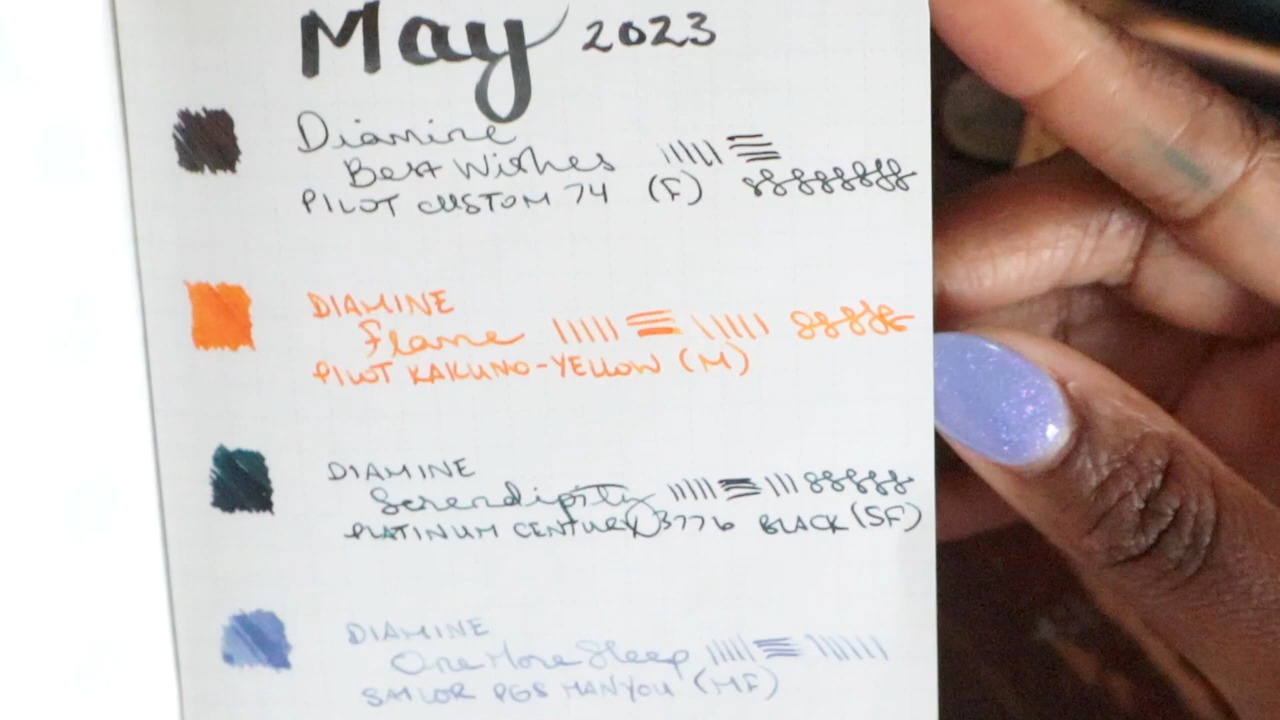 May 2023
Diamine
Best Wishes
PILOT CUSTOM 74 (F)
DIAMINE
flame
PILOT KAKUNO-YELLOW (M)
DIAMINE
Serendipity
PLATINUM CENTURY 3776 BLACK (SF)
DIAMINE
One More Sleep
SAILOR PGS MANYOU (MF)